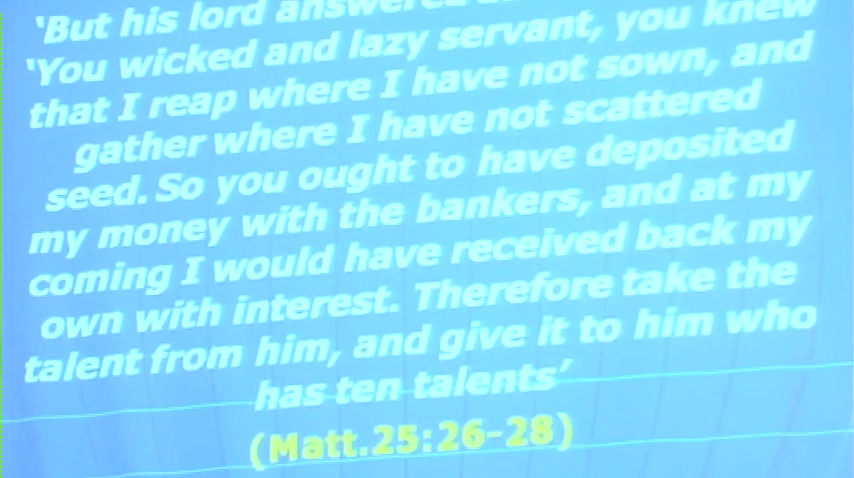 ‘But his lord answered
‘You wicked and lazy servant, you knew
that I reap where I have not sown, and
gather where I have not scattered
seed. So you ought to have deposited
my money with the bankers, and at my
coming I would have received back my
own with interest. Therefore take the
talent from him, and give it to him who
has ten talents’
(Matt.25:26-28)